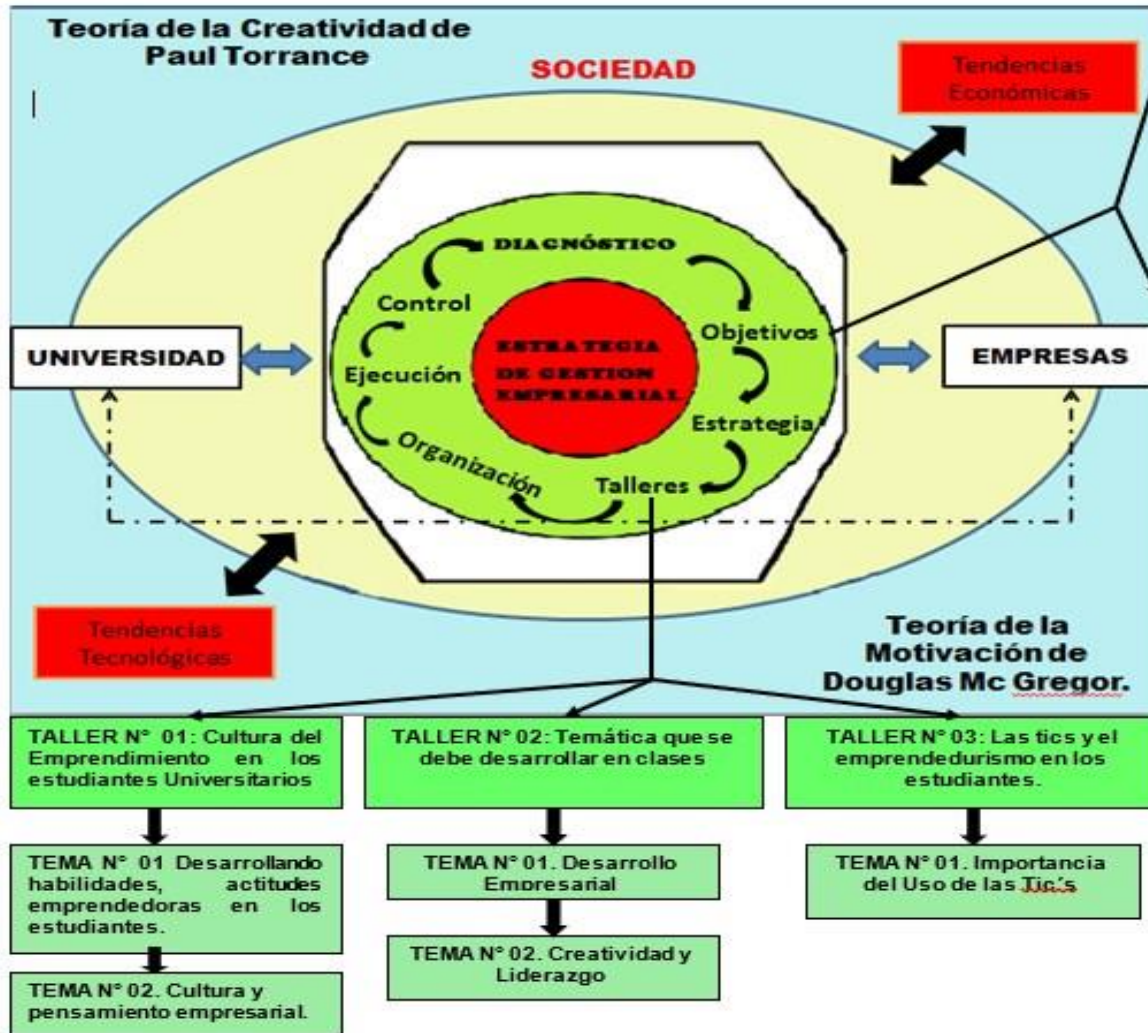 Teoría de la Creatividad de
Paul Torrance
SOCIEDAD
Tendencias
Económicas
DIAGNÓSTICO
Control
Objetivos
UNIVERSIDAD
ESTRATEGIA
DE GESTION
EMPRESARIAL
EMPRESAS
Ejecución
Estrategia
Organización
Talleres
Tendencias
Tecnológicas
Teoría de la
Motivación de
Douglas Mc Gregor.
TALLER N° 01: Cultura del
Emprendimiento en los
estudiantes Universitarios
TALLER N° 02: Temática que se
debe desarrollar en clases
TALLER N° 03: Las tics y el
emprendedurismo en los
estudiantes.
TEMA N° 01 Desarrollando
habilidades, actitudes
emprendedoras en los
estudiantes.
TEMA N° 01. Desarrollo
Empresarial
TEMA N° 01. Importancia
del Uso de las Tic´s
TEMA N° 02. Cultura y
pensamiento empresarial.
TEMA N° 02. Creatividad y
Liderazgo